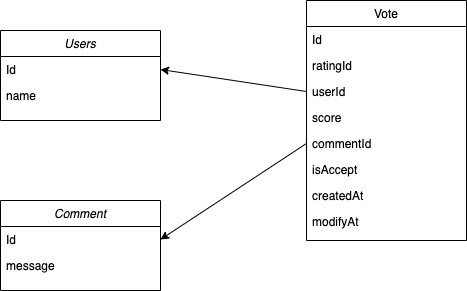 Users
Id
name
Vote
Id
ratingId
userId
score
commentId
isAccept
createdAt
modifyAt
Comment
Id
message